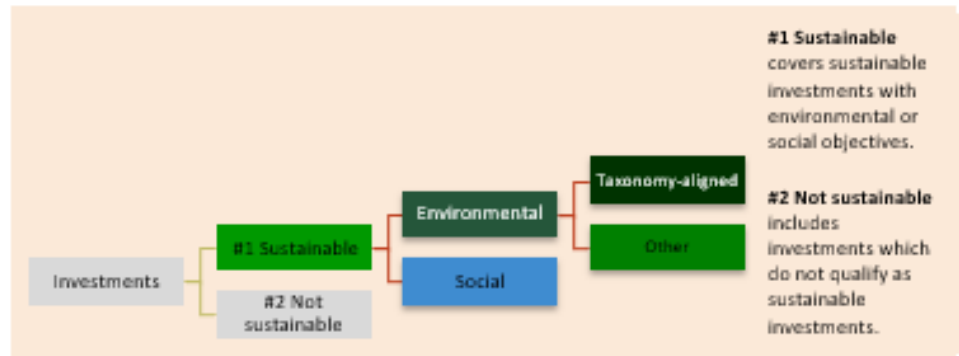 Investments
#1 Sustainable
#2 Not
sustainable
Environmental
Social
Taxonomy-aligned
Other
#1 Sustainable
covers sustainable
investments with
environmental or
social objectives.
#2 Not sustainable
includes
investments which
do not qualify as
sustainable
investments.